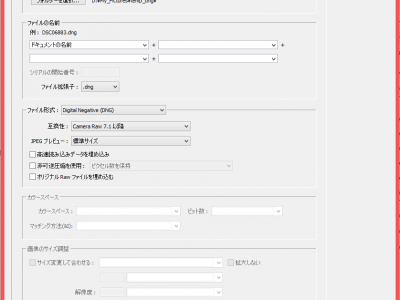 フォルダーを選択...
ファイルの名前
例：DSC06883.dng
ドキュメントの名前 + +
+
シリアルの開始番号：
ファイル拡張子： .dng
ファイル形式： Digital Negative (DNG)
互換性： Camera Raw 7.1 以降
JPEG プレビュー： 標準サイズ
高速読み込みデータを埋め込み
非可逆圧縮を使用： ピクセル数を保持
オリジナル Raw ファイルを埋め込む
カラースペース
カラースペース： ビット数：
マッチング方法(M):
画像のサイズ調整
サイズ変更して合わせる： 拡大しない
解像度：